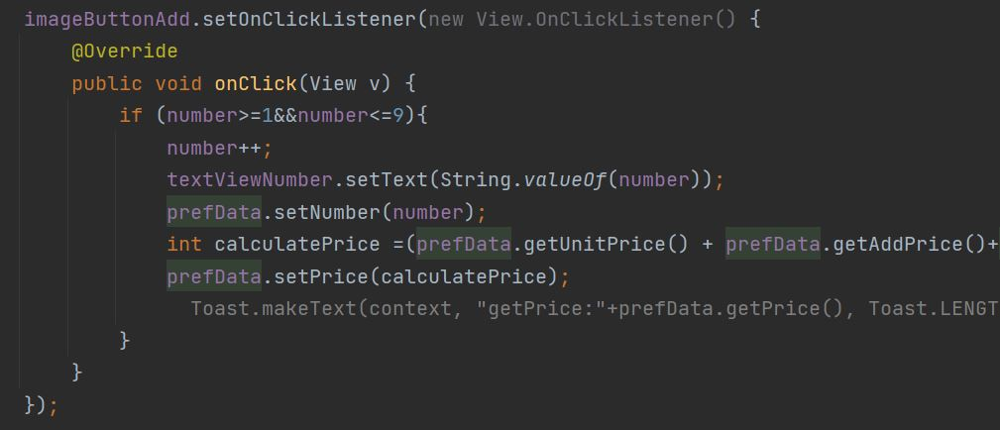 imageButtonAdd.setOnClickListener(new View.OnClickListener() {
@Override
public void onClick(View v) {
if (number>=1&&number<=9){
number++;
textViewNumber.setText(String.valueOf(number));
prefData.setNumber(number);
int calculatePrice =(prefData.getUnitPrice() + prefData.getAddPrice()+
prefData.setPrice(calculatePrice);
Toast.makeText(context, "getPrice:"+prefData.getPrice(), Toast.LENGT
}
}
});